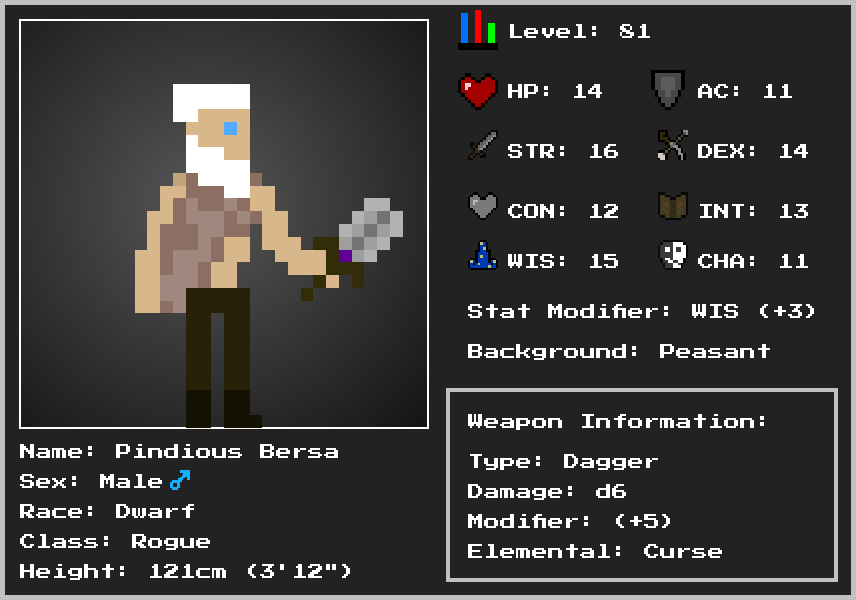 Level: 81
HP: 14
AC: 11
STR: 16
DEX: 14
CON: 12
INT: 13
WIS: 15
CHA: 11
Stat Modifier: WIS (+3)
Background: Peasant
Weapon Information:
Type: Dagger
Damage: d6
Modifier: (+5)
Elemental: Curse
Name: Pindious Bersa
Sex: Male♂
Race: Dwarf
Class: Rogue
Height: 121cm (3'12")